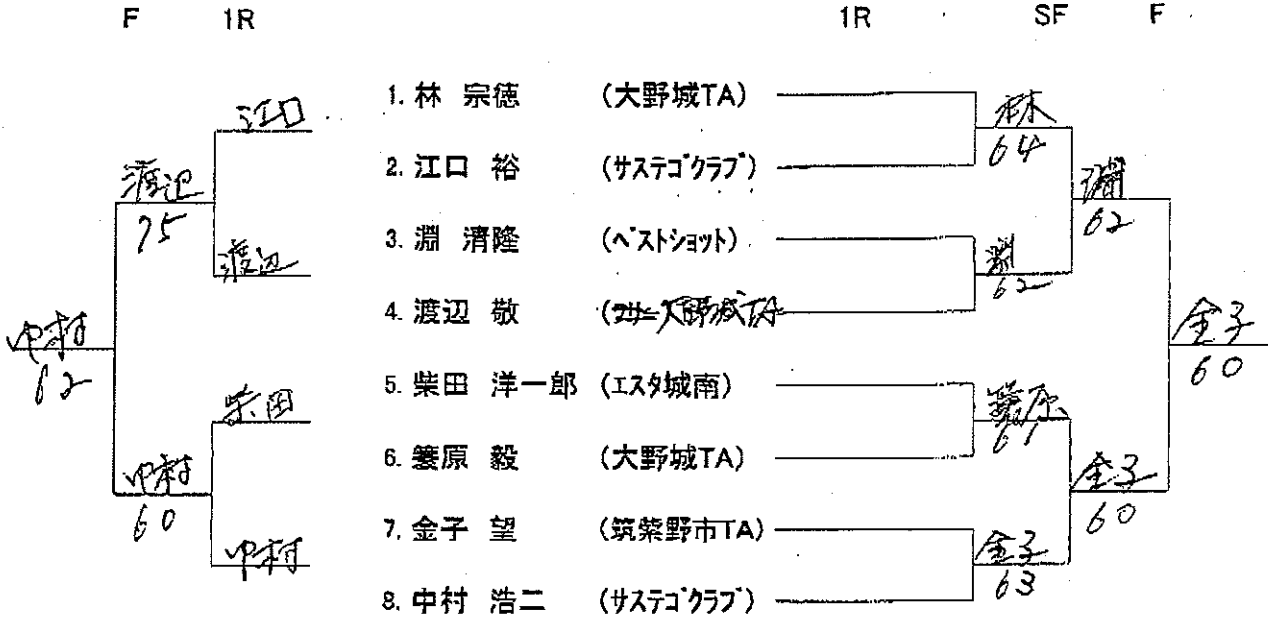 F 1R 1R SF F
江口
1. 林 宗徳 (大野城TA)
林
64
2. 江口 裕 (サステゴクラブ)
渡辺
75
淵
62
3. 淵 清隆 (ベストショット)
渡辺
淵
62
4. 渡辺 敬 大野城TA
中村
62
金子
60
5. 柴田 洋一郎 (エスタ城南)
柴田
簑原
61
6. 簑原 毅 (大野城TA)
中村
60
金子
60
7. 金子 望 (筑紫野市TA)
中村
金子
63
8. 中村 浩二 (サステゴクラブ)